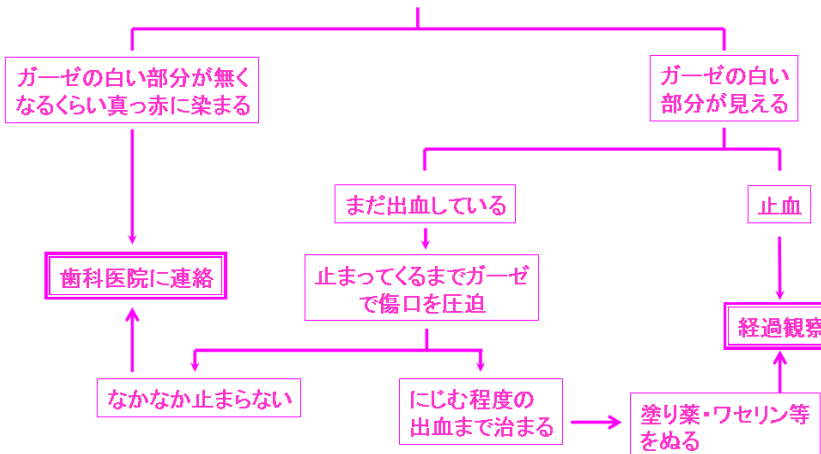 ガーゼの白い部分が無く
なるくらい真っ赤に染まる
ガーゼの白い
部分が見える
まだ出血している
止血
歯科医院に連絡
止まってくるまでガーゼ
で傷口を圧迫
経過観察
なかなか止まらない
にじむ程度の
出血まで治まる
塗り薬・ワセリン等
をぬる